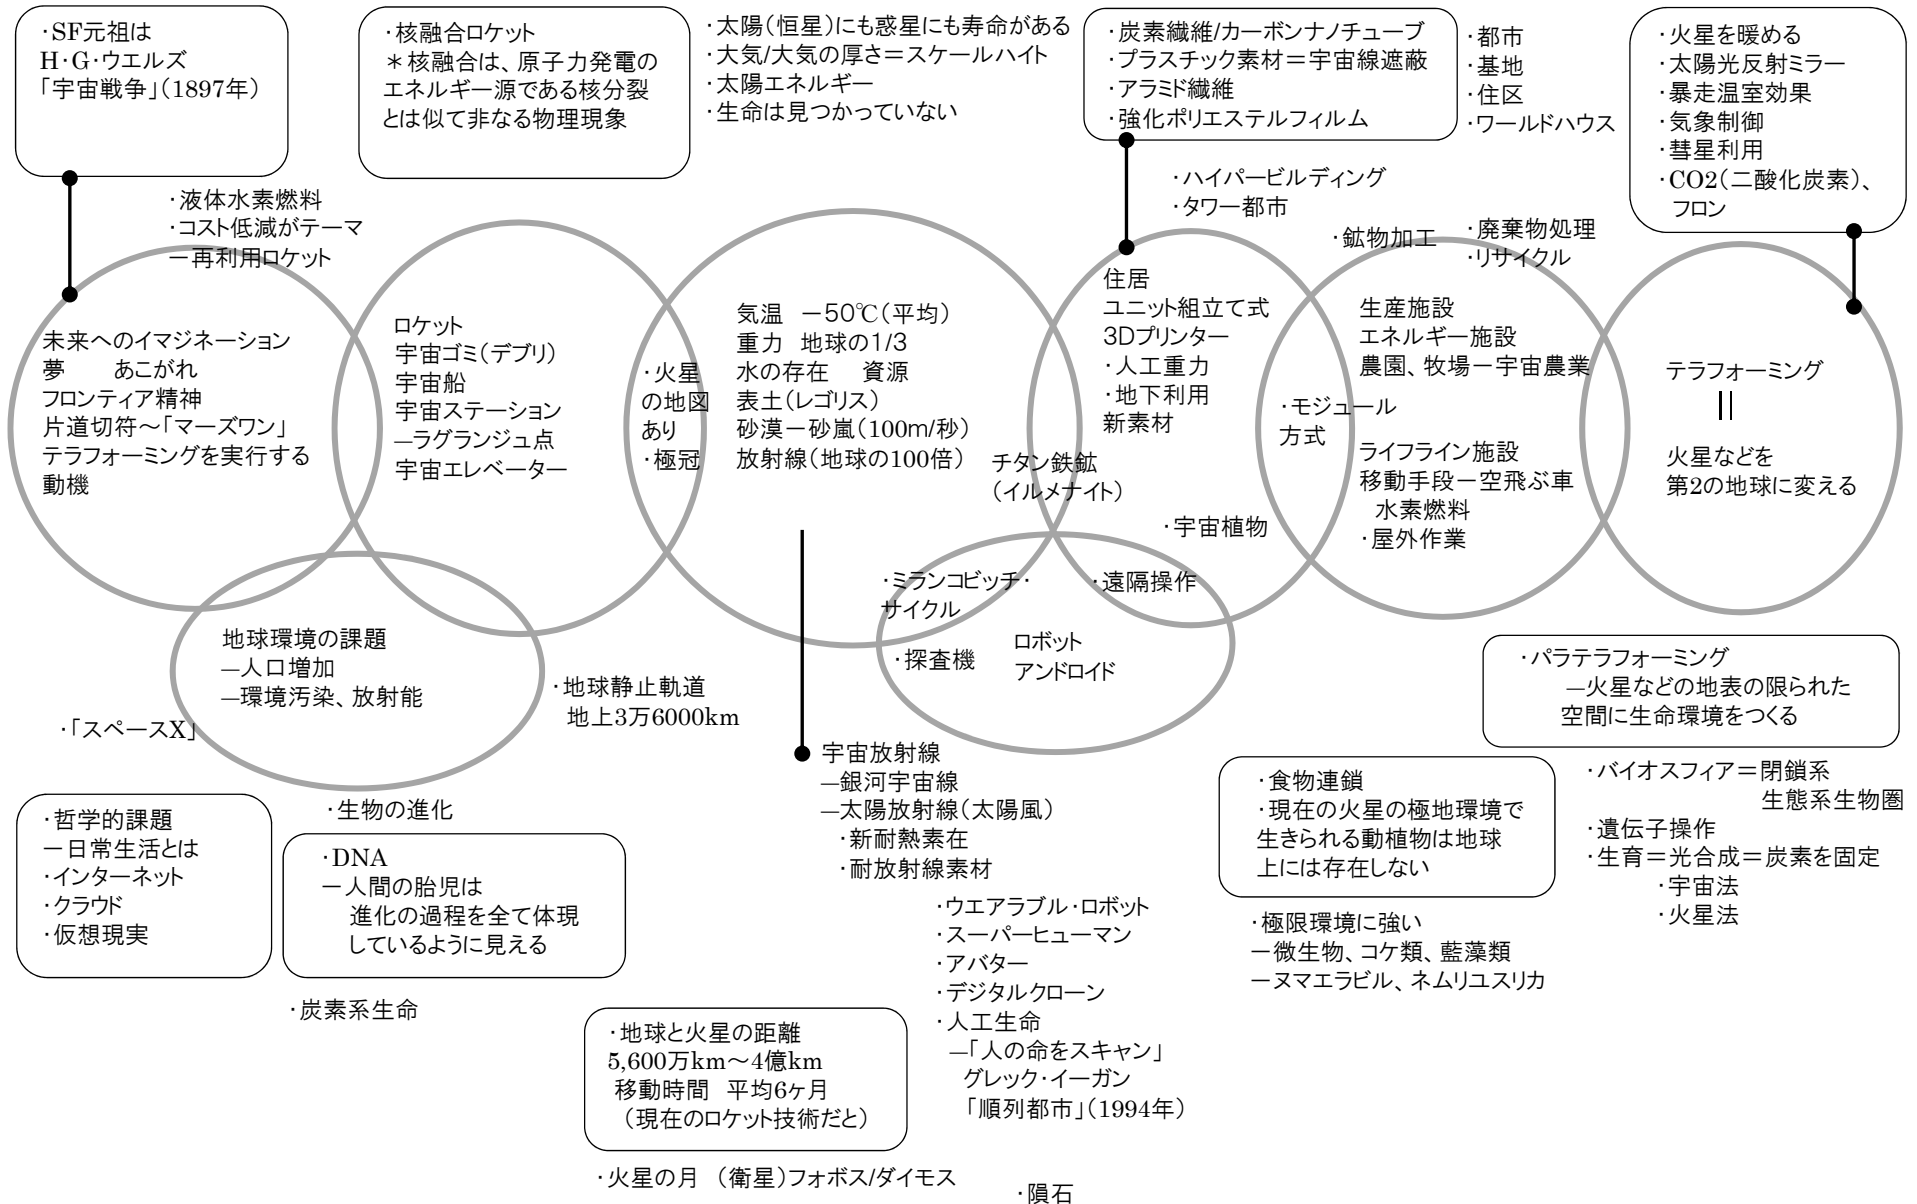 ・SF元祖は
H・G・ウエルズ
「宇宙戦争」（1897年）
・核融合ロケット
＊核融合は、原子力発電の
エネルギー源である核分裂
とは似て非なる物理現象
・太陽（恒星）にも惑星にも寿命がある
・大気/大気の厚さ＝スケールハイト
・太陽エネルギー
・生命は見つかっていない
・炭素繊維/カーボンナノチューブ
・プラスチック素材＝宇宙線遮蔽
・アラミド繊維
・強化ポリエステルフィルム
・都市
・基地
・住区
・ワールドハウス
・火星を暖める
・太陽光反射ミラー
・暴走温室効果
・気象制御
・彗星利用
・CO2（二酸化炭素）、
フロン
・液体水素燃料
・コスト低減がテーマ
－再利用ロケット
・ハイパービルディング
・タワー都市
・鉱物加工
・廃棄物処理
・リサイクル
未来へのイマジネーション
夢　　あこがれ
フロンティア精神
片道切符～「マーズワン」
テラフォーミングを実行する
動機
ロケット
宇宙ゴミ（デブリ）
宇宙船
宇宙ステーション
―ラグランジュ点
宇宙エレベーター
・火星
の地図
あり
・極冠
気温　－50℃（平均）
重力　地球の1/3
水の存在　資源
表土（レゴリス）
砂漠－砂嵐（100m/秒）
放射線（地球の100倍）
チタン鉄鉱
（イルメナイト）
住居
ユニット組立て式
3Dプリンター
・人工重力
・地下利用
新素材
・宇宙植物
・モジュール
方式
生産施設
エネルギー施設
農園、牧場－宇宙農業
ライフライン施設
移動手段－空飛ぶ車
水素燃料
・屋外作業
テラフォーミング
||
火星などを
第2の地球に変える
・ミランコビッチ・
サイクル
・遠隔操作
・探査機
ロボット
アンドロイド
地球環境の課題
―人口増加
―環境汚染、放射能
・「スペースX」
・地球静止軌道
地上3万6000km
・パラテラフォーミング
―火星などの地表の限られた
空間に生命環境をつくる
宇宙放射線
―銀河宇宙線
―太陽放射線（太陽風）
・新耐熱素在
・耐放射線素材
・食物連鎖
・現在の火星の極地環境で
生きられる動植物は地球
上には存在しない
・バイオスフィア＝閉鎖系
生態系生物圏
・遺伝子操作
・生育＝光合成＝炭素を固定
・宇宙法
・火星法
・哲学的課題
－日常生活とは
・インターネット
・クラウド
・仮想現実
・生物の進化
・DNA
－人間の胎児は
進化の過程を全て体現
しているように見える
・炭素系生命
・ウエアラブル・ロボット
・スーパーヒューマン
・アバター
・デジタルクローン
・人工生命
―「人の命をスキャン」
グレック・イーガン
「順列都市」（1994年）
・極限環境に強い
－微生物、コケ類、藍藻類
－ヌマエラビル、ネムリユスリカ
・地球と火星の距離
5,600万km～4億km
移動時間　平均6ヶ月
（現在のロケット技術だと）
・火星の月　（衛星）フォボス/ダイモス
・隕石